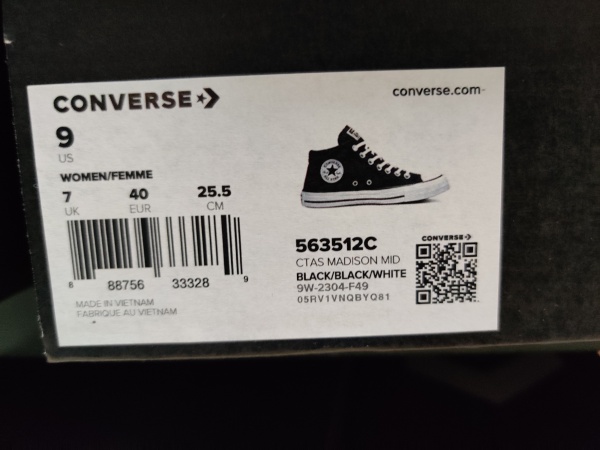 CONVERSE
converse.com
9
US
WOMEN/FEMME
7 40 25.5
UK EUR CM
8 88756 33328 9
MADE IN VIETNAM
FABRIQUÉ AU VIETNAM
CONVERSE
563512C
CTAS MADISON MID
BLACK/BLACK/WHITE
9W-2304-F49
05RV1VNQBYQ81